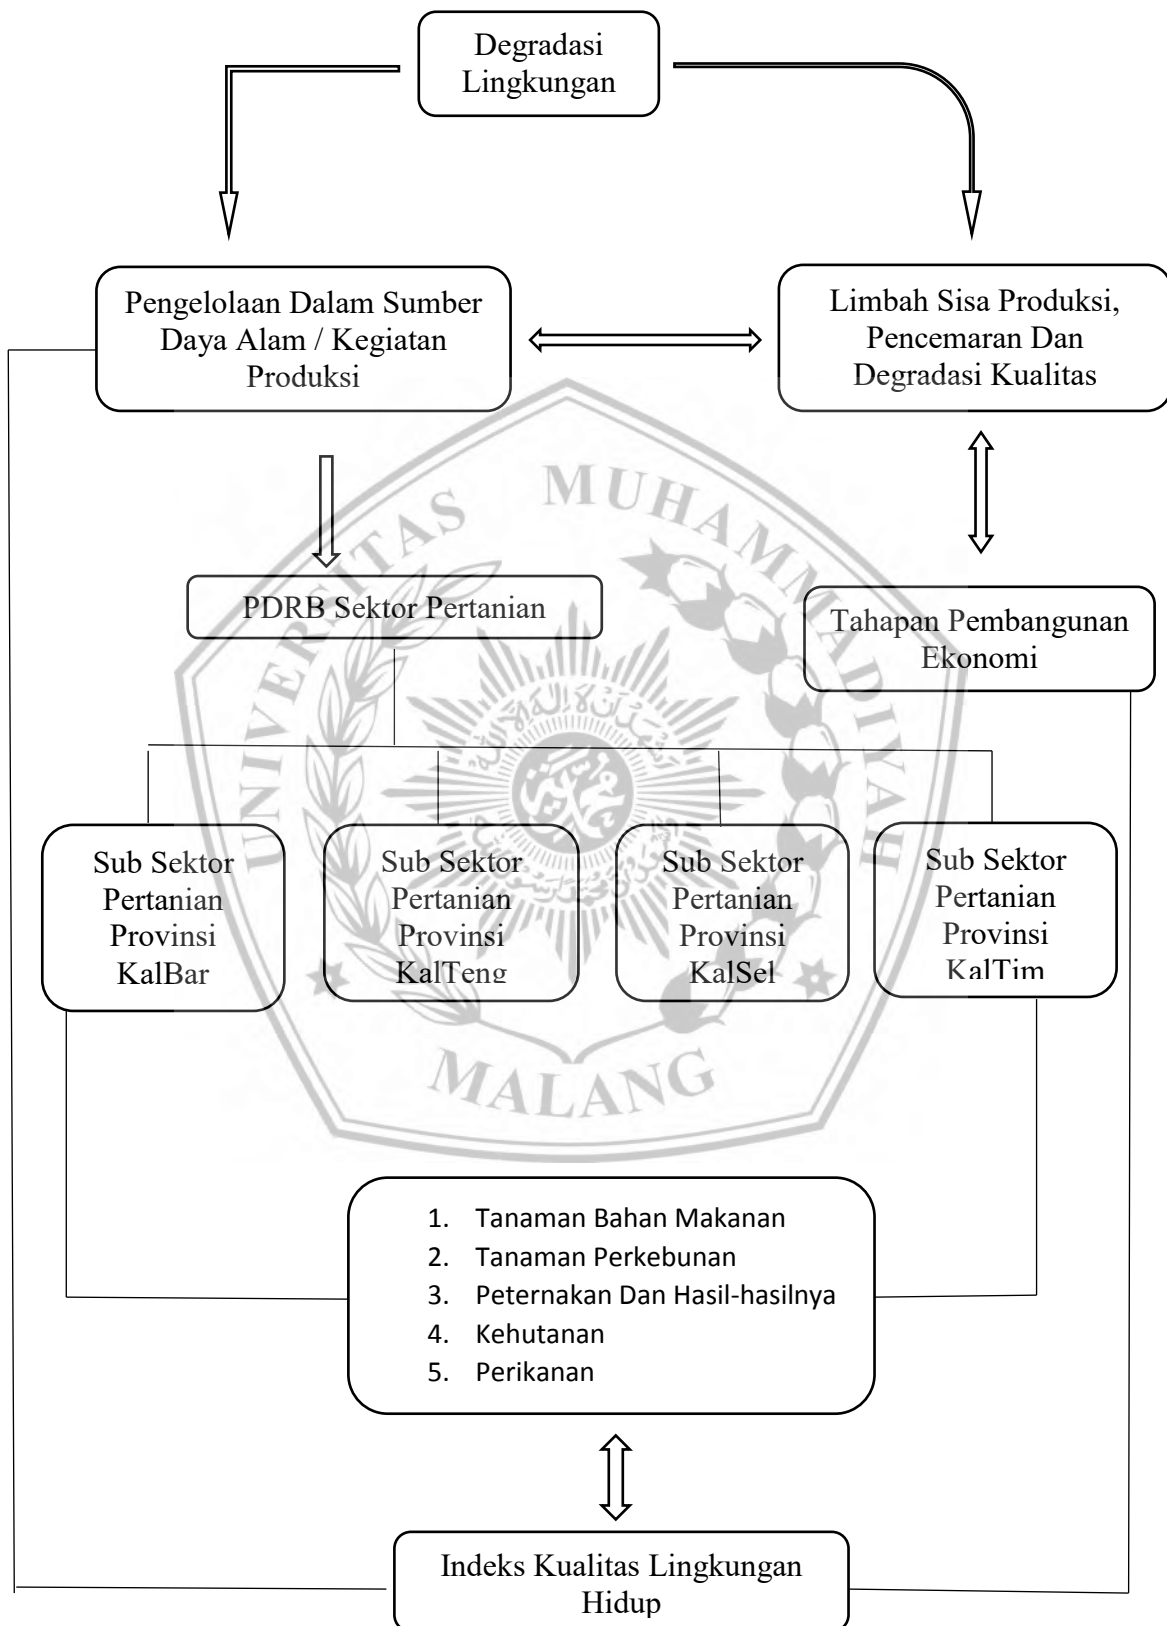 Degradasi
Lingkungan
Pengelolaan Dalam Sumber
Daya Alam / Kegiatan
Produksi
Limbah Sisa Produksi,
Pencemaran Dan
Degradasi Kualitas
UNIVERSITAS MUHAMMADIYAH
PDRB Sektor Pertanian
Tahapan Pembangunan
Ekonomi
Sub Sektor
Pertanian
Provinsi
KalBar
Sub Sektor
Pertanian
Provinsi
KalTeng
Sub Sektor
Pertanian
Provinsi
KalSel
Sub Sektor
Pertanian
Provinsi
KalTim
MALANG
1. Tanaman Bahan Makanan
2. Tanaman Perkebunan
3. Peternakan Dan Hasil-hasilnya
4. Kehutanan
5. Perikanan
Indeks Kualitas Lingkungan
Hidup